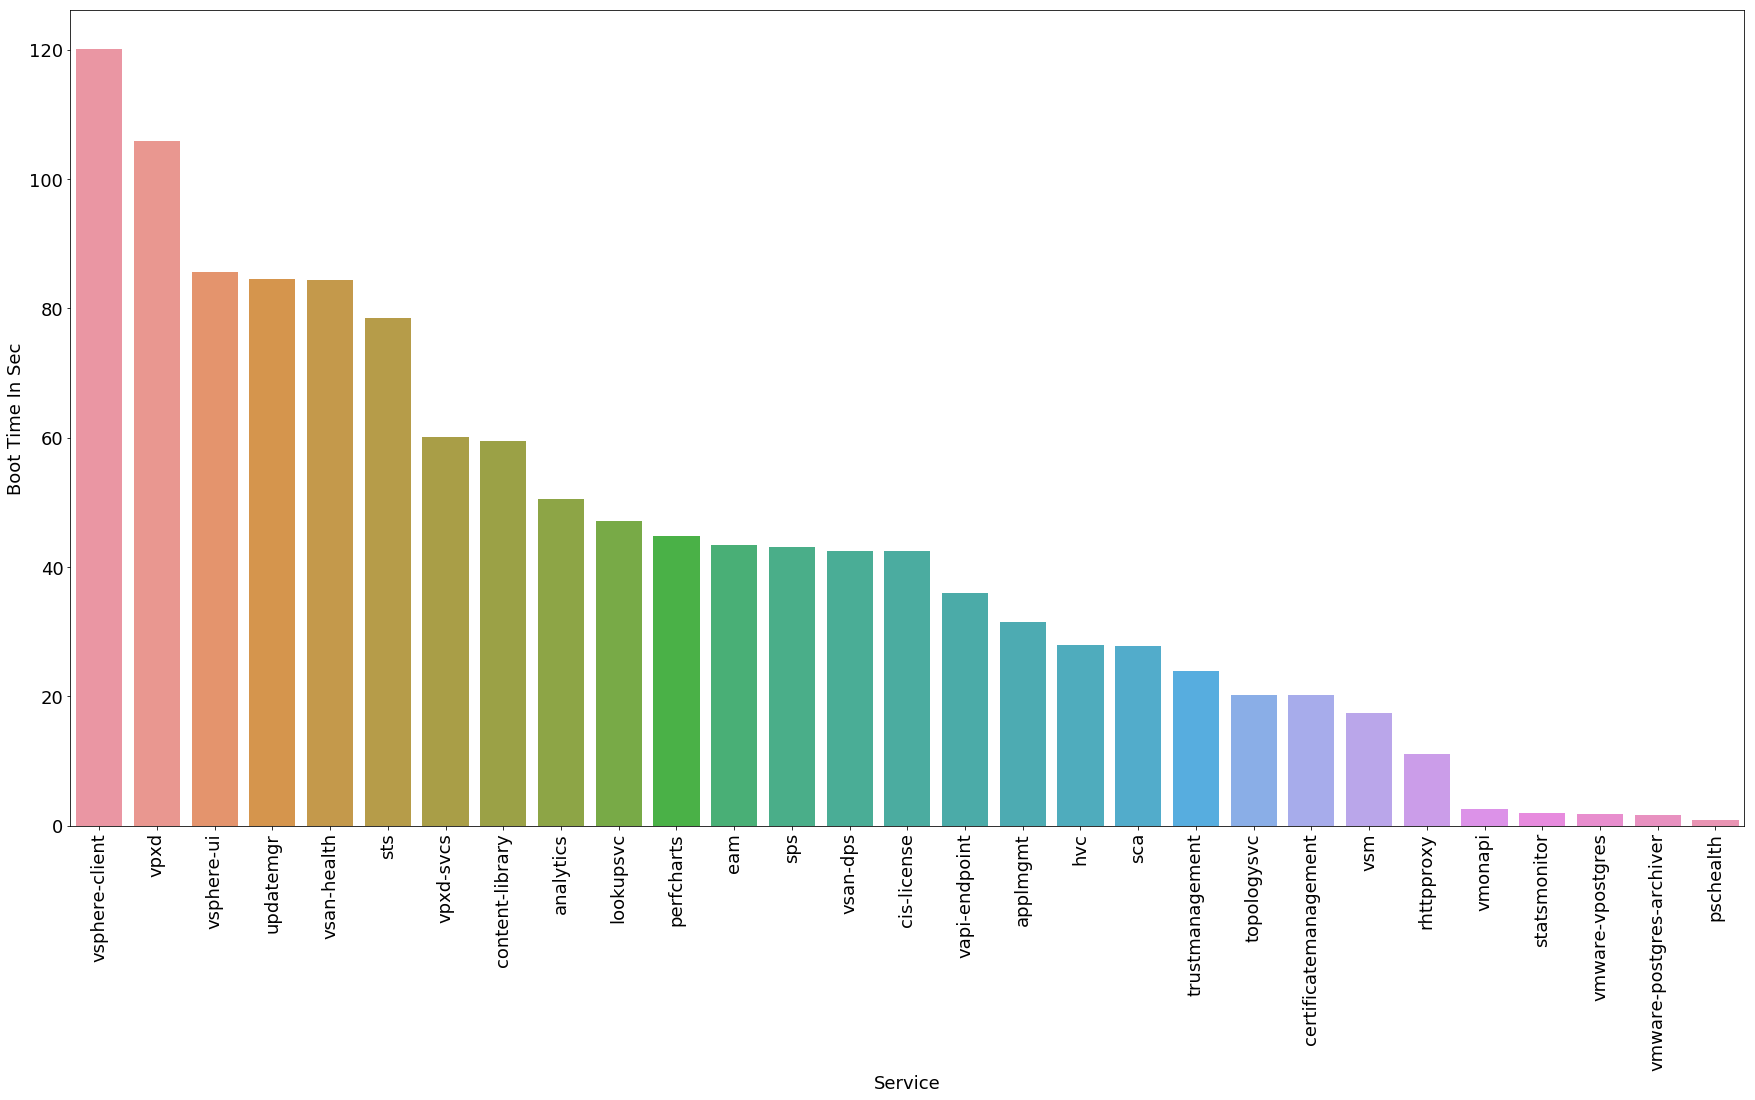 120
100
80
60
40
20
0
Boot Time In Sec
vsphere-client
vpxd
vsphere-ui
updatemgr
vsan-health
sts
vpxd-svcs
content-library
analytics
lookupsvc
perfcharts
eam
sps
vsan-dps
cis-license
vapi-endpoint
applmgmt
hvc
sca
trustmanagement
topologysvc
certificatemanagement
vsm
rhttpproxy
vmonapi
statsmonitor
vmware-vpostgres
vmware-postgres-archiver
pschealth
Service